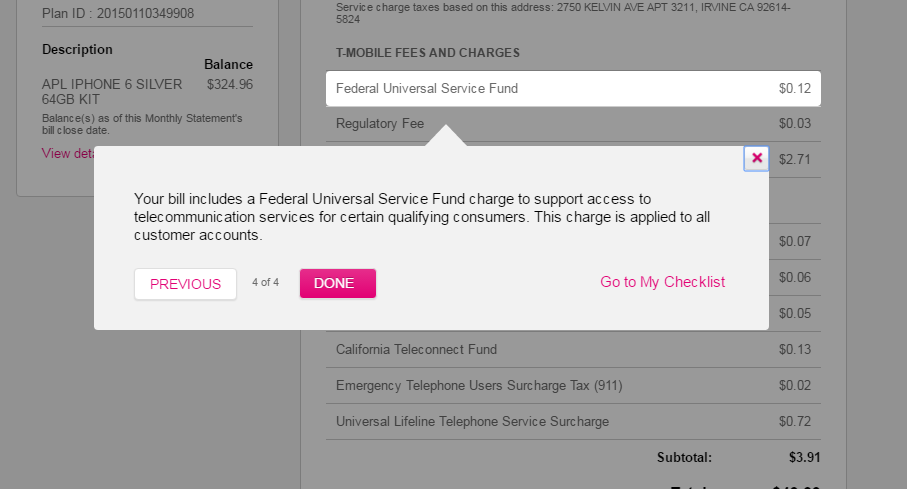 Plan ID : 20150110349908
Description
Balance
APL IPHONE 6 SILVER $324.96
64GB KIT
Balance(s) as of this Monthly Statement's
bill close date.
Service charge taxes based on this address: 2750 KELVIN AVE APT 3211, IRVINE CA 92614-
5824
T-MOBILE FEES AND CHARGES
Federal Universal Service Fund $0.12
Regulatory Fee $0.03
View
$2.71
Your bill includes a Federal Universal Service Fund charge to support access to
telecommunication services for certain qualifying consumers. This charge is applied to all
customer accounts.
PREVIOUS 4 of 4 DONE Go to My Checklist
$0.07
$0.06
$0.05
California Teleconnect Fund $0.13
Emergency Telephone Users Surcharge Tax (911) $0.02
Universal Lifeline Telephone Service Surcharge $0.72
Subtotal: $3.91